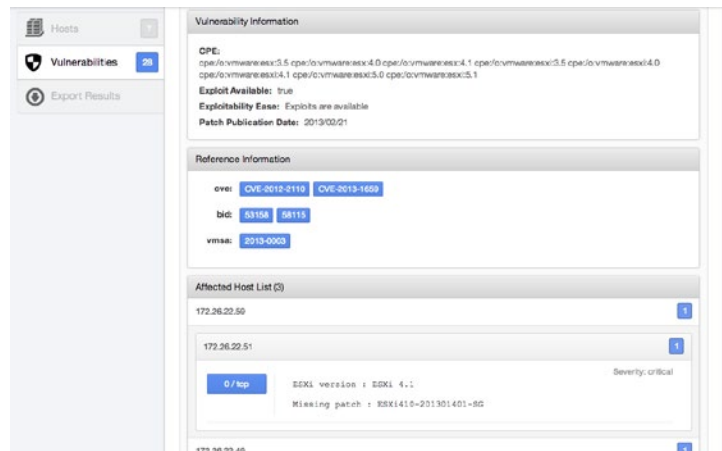 Hosts 7
Vulnerabilities 28
Export Results
Vulnerability Information
CPE:
cpe:/o:vmware:esx:3.5 cpe:/o:vmware:esx:4.0 cpe:/o:vmware:esx:4.1 cpe:/o:vmware:esxi:3.5 cpe:/o:vmware:esxi:4.0
cpe:/o:vmware:esxi:4.1 cpe:/o:vmware:esxi:5.0 cpe:/o:vmware:esxi:5.1
Exploit Available: true
Exploitability Ease: Exploits are available
Patch Publication Date: 2013/02/21
Reference Information
cve: CVE-2012-2110 CVE-2013-1659
bid: 53158 58115
vmsa: 2013-0003
Affected Host List (3)
172.26.22.50 1
172.26.22.51 1
Severity: critical
0 / tcp
ESXi version : ESXi 4.1
Missing patch : ESXi410-201301401-SG
1